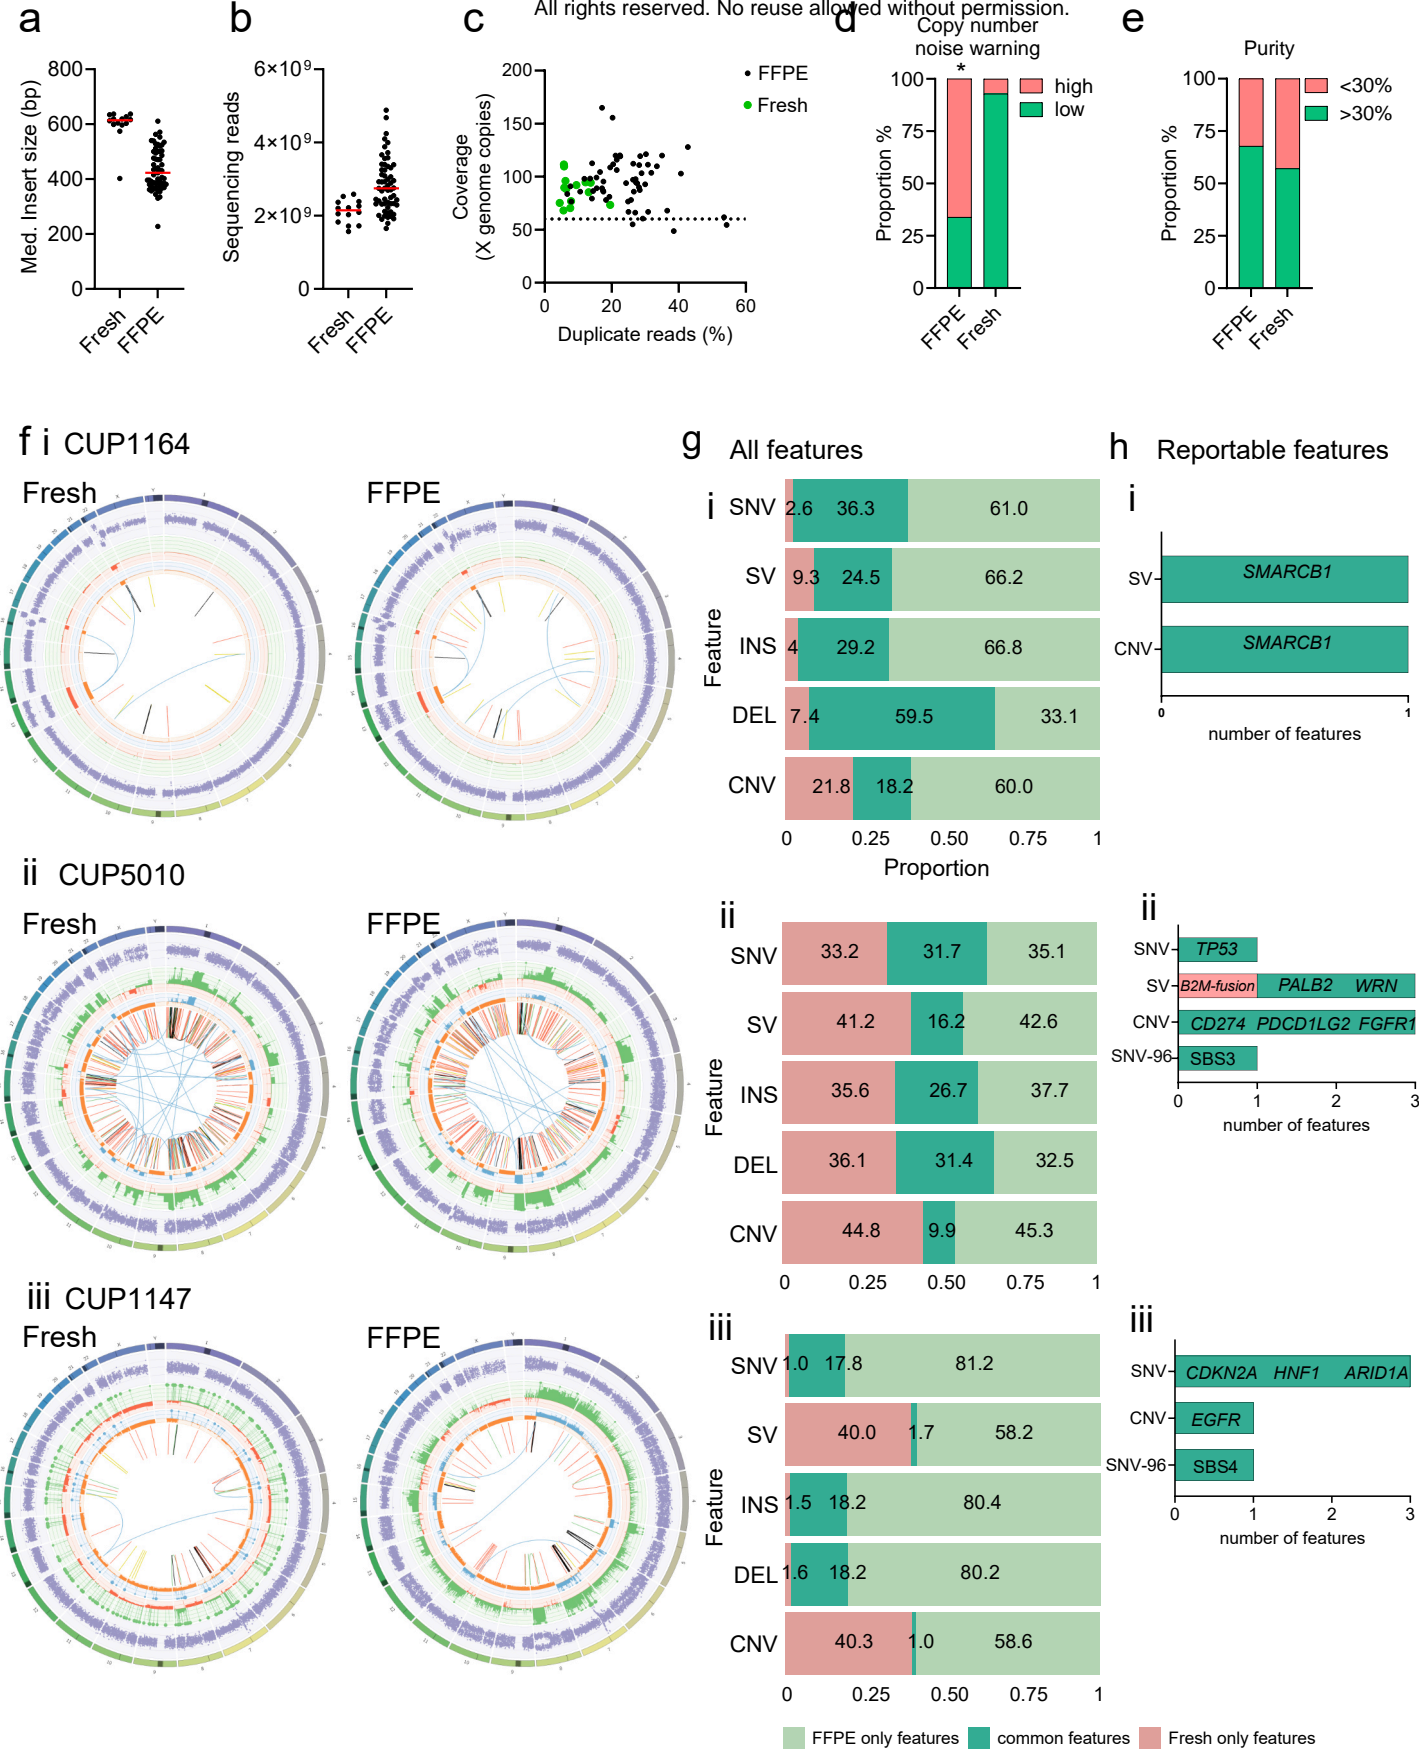 All rights reserved. No reuse allowed without permission.
a
b
c
d
e
Copy number
noise warning
Purity
Med. Insert size (bp)
800
600
400
200
0
Fresh
FFPE
Sequencing reads
6×10⁹
4×10⁹
2×10⁹
0
Fresh
FFPE
Coverage
(X genome copies)
200
150
100
50
0
0 20 40 60
Duplicate reads (%)
FFPE
Fresh
Proportion %
100
75
50
25
0
*
FFPE
Fresh
high
low
Proportion %
100
75
50
25
0
FFPE
Fresh
<30%
>30%
f i CUP1164
Fresh FFPE
ii CUP5010
Fresh FFPE
iii CUP1147
Fresh FFPE
g All features
i
Feature
SNV 2.6 36.3 61.0
SV 9.3 24.5 66.2
INS 4 29.2 66.8
DEL 7.4 59.5 33.1
CNV 21.8 18.2 60.0
0 0.25 0.50 0.75 1
Proportion
ii
Feature
SNV 33.2 31.7 35.1
SV 41.2 16.2 42.6
INS 35.6 26.7 37.7
DEL 36.1 31.4 32.5
CNV 44.8 9.9 45.3
0 0.25 0.50 0.75 1
iii
Feature
SNV 1.0 17.8 81.2
SV 40.0 1.7 58.2
INS 1.5 18.2 80.4
DEL 1.6 18.2 80.2
CNV 40.3 1.0 58.6
0 0.25 0.50 0.75 1
FFPE only features common features Fresh only features
h Reportable features
i
SV SMARCB1
CNV SMARCB1
0 1
number of features
ii
SNV TP53
SV B2M-fusion PALB2 WRN
CNV CD274 PDCD1LG2 FGFR1
SNV-96 SBS3
0 1 2 3
number of features
iii
SNV CDKN2A HNF1 ARID1A
CNV EGFR
SNV-96 SBS4
0 1 2 3
number of features